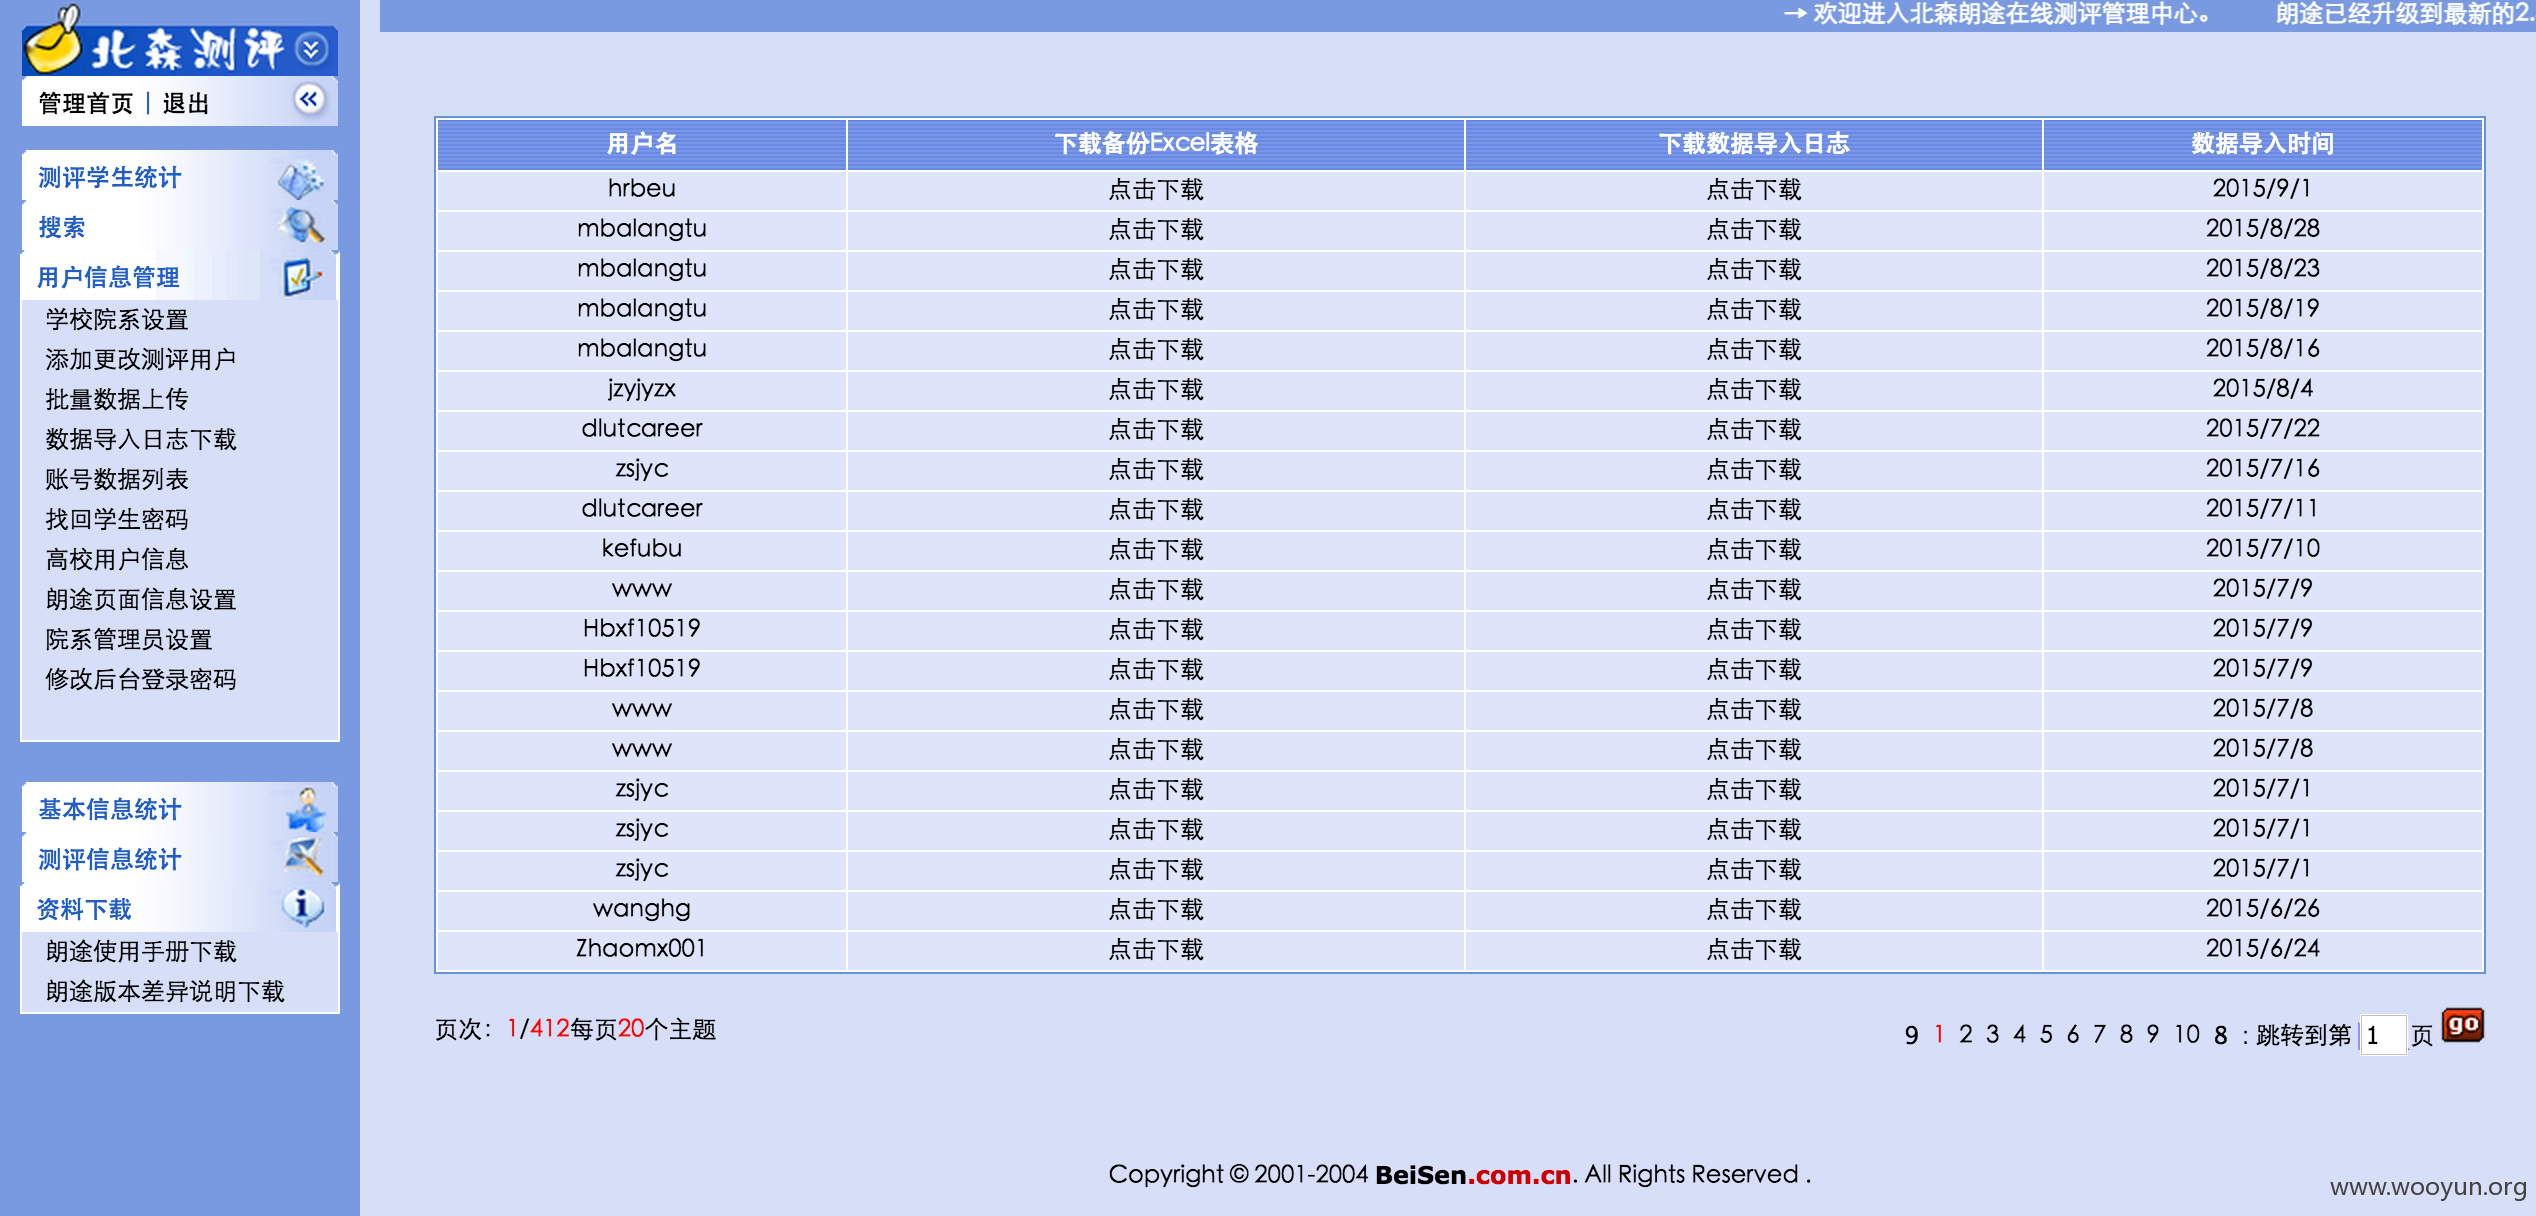 北森测评
管理首页 | 退出
测评学生统计
搜索
用户信息管理
学校院系设置
添加更改测评用户
批量数据上传
数据导入日志下载
账号数据列表
找回学生密码
高校用户信息
朗途页面信息设置
院系管理员设置
修改后台登录密码
基本信息统计
测评信息统计
资料下载
朗途使用手册下载
朗途版本差异说明下载
→ 欢迎进入北森朗途在线测评管理中心。 朗途已经升级到最新的2.
用户名 下载备份Excel表格 下载数据导入日志 数据导入时间
hrbeu 点击下载 点击下载 2015/9/1
mbalangtu 点击下载 点击下载 2015/8/28
mbalangtu 点击下载 点击下载 2015/8/23
mbalangtu 点击下载 点击下载 2015/8/19
mbalangtu 点击下载 点击下载 2015/8/16
jzyjyzx 点击下载 点击下载 2015/8/4
dlutcareer 点击下载 点击下载 2015/7/22
zsjyc 点击下载 点击下载 2015/7/16
dlutcareer 点击下载 点击下载 2015/7/11
kefubu 点击下载 点击下载 2015/7/10
www 点击下载 点击下载 2015/7/9
Hbxf10519 点击下载 点击下载 2015/7/9
Hbxf10519 点击下载 点击下载 2015/7/9
www 点击下载 点击下载 2015/7/8
www 点击下载 点击下载 2015/7/8
zsjyc 点击下载 点击下载 2015/7/1
zsjyc 点击下载 点击下载 2015/7/1
zsjyc 点击下载 点击下载 2015/7/1
wanghg 点击下载 点击下载 2015/6/26
Zhaomx001 点击下载 点击下载 2015/6/24
页次：1/412每页20个主题 9 1 2 3 4 5 6 7 8 9 10 8 : 跳转到第 1 页 go
Copyright © 2001-2004 BeiSen.com.cn. All Rights Reserved .
www.wooyun.org